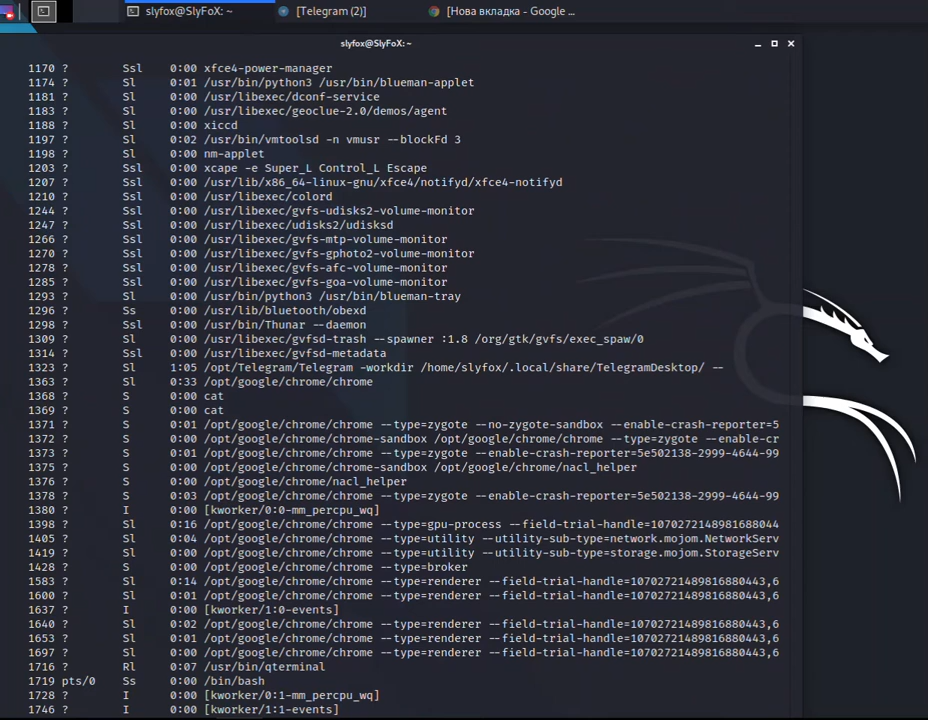 slyfox@SlyFoX: ~
[Telegram (2)]
[Нова вкладка - Google ...
slyfox@SlyFoX: ~
1170 ?        Ssl    0:00 xfce4-power-manager
1174 ?        Sl     0:01 /usr/bin/python3 /usr/bin/blueman-applet
1181 ?        Sl     0:00 /usr/libexec/dconf-service
1183 ?        Sl     0:00 /usr/libexec/geoclue-2.0/demos/agent
1188 ?        Sl     0:00 xiccd
1197 ?        Sl     0:02 /usr/bin/vmtoolsd -n vmusr --blockFd 3
1198 ?        Sl     0:00 nm-applet
1203 ?        Ssl    0:00 xcape -e Super_L Control_L Escape
1207 ?        Ssl    0:00 /usr/lib/x86_64-linux-gnu/xfce4/notifyd/xfce4-notifyd
1210 ?        Ssl    0:00 /usr/libexec/colord
1244 ?        Ssl    0:00 /usr/libexec/gvfs-udisks2-volume-monitor
1247 ?        Ssl    0:00 /usr/libexec/udisks2/udisksd
1266 ?        Ssl    0:00 /usr/libexec/gvfs-mtp-volume-monitor
1270 ?        Ssl    0:00 /usr/libexec/gvfs-gphoto2-volume-monitor
1278 ?        Ssl    0:00 /usr/libexec/gvfs-afc-volume-monitor
1285 ?        Ssl    0:00 /usr/libexec/gvfs-goa-volume-monitor
1293 ?        Sl     0:00 /usr/bin/python3 /usr/bin/blueman-tray
1296 ?        Ss     0:00 /usr/lib/bluetooth/obexd
1298 ?        Ssl    0:00 /usr/bin/Thunar --daemon
1309 ?        Sl     0:00 /usr/libexec/gvfsd-trash --spawner :1.8 /org/gtk/gvfs/exec_spaw/0
1314 ?        Ssl    0:00 /usr/libexec/gvfsd-metadata
1323 ?        Sl     1:05 /opt/Telegram/Telegram -workdir /home/slyfox/.local/share/TelegramDesktop/ --
1363 ?        Sl     0:33 /opt/google/chrome/chrome
1368 ?        S      0:00 cat
1369 ?        S      0:00 cat
1371 ?        S      0:01 /opt/google/chrome/chrome --type=zygote --no-zygote-sandbox --enable-crash-reporter=5
1372 ?        S      0:00 /opt/google/chrome/chrome-sandbox /opt/google/chrome/chrome --type=zygote --enable-cr
1373 ?        S      0:01 /opt/google/chrome/chrome --type=zygote --enable-crash-reporter=5e502138-2999-4644-99
1375 ?        S      0:00 /opt/google/chrome/chrome-sandbox /opt/google/chrome/nacl_helper
1376 ?        S      0:00 /opt/google/chrome/nacl_helper
1378 ?        S      0:03 /opt/google/chrome/chrome --type=zygote --enable-crash-reporter=5e502138-2999-4644-99
1380 ?        I      0:00 [kworker/0:0-mm_percpu_wq]
1398 ?        Sl     0:16 /opt/google/chrome/chrome --type=gpu-process --field-trial-handle=1070272148981688044
1405 ?        Sl     0:04 /opt/google/chrome/chrome --type=utility --utility-sub-type=network.mojom.NetworkServ
1419 ?        Sl     0:00 /opt/google/chrome/chrome --type=utility --utility-sub-type=storage.mojom.StorageServ
1428 ?        S      0:00 /opt/google/chrome/chrome --type=broker
1583 ?        Sl     0:14 /opt/google/chrome/chrome --type=renderer --field-trial-handle=10702721489816880443,6
1600 ?        Sl     0:01 /opt/google/chrome/chrome --type=renderer --field-trial-handle=10702721489816880443,6
1637 ?        I      0:00 [kworker/1:0-events]
1640 ?        Sl     0:02 /opt/google/chrome/chrome --type=renderer --field-trial-handle=10702721489816880443,6
1653 ?        Sl     0:01 /opt/google/chrome/chrome --type=renderer --field-trial-handle=10702721489816880443,6
1697 ?        Sl     0:00 /opt/google/chrome/chrome --type=renderer --field-trial-handle=10702721489816880443,6
1716 ?        Rl     0:07 /usr/bin/qterminal
1719 pts/0    Ss     0:00 /bin/bash
1728 ?        I      0:00 [kworker/0:1-mm_percpu_wq]
1746 ?        I      0:00 [kworker/1:1-events]